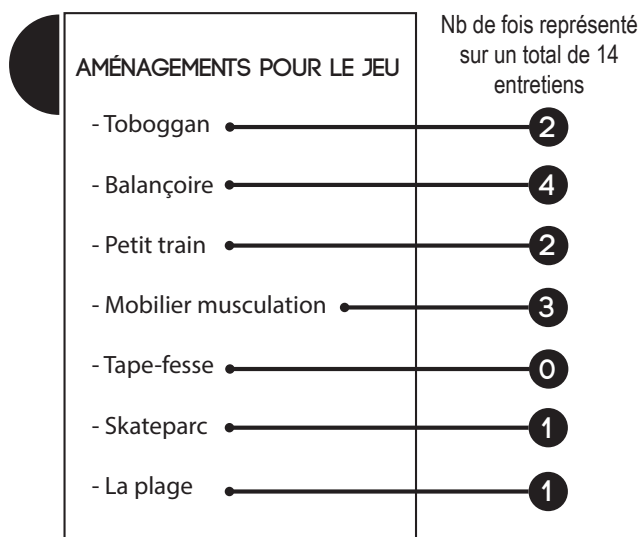 Nb de fois représenté
sur un total de 14
entretiens
AMÉNAGEMENTS POUR LE JEU
- Toboggan 2
- Balançoire 4
- Petit train 2
- Mobilier musculation 3
- Tape-fesse 0
- Skateparc 1
- La plage 1